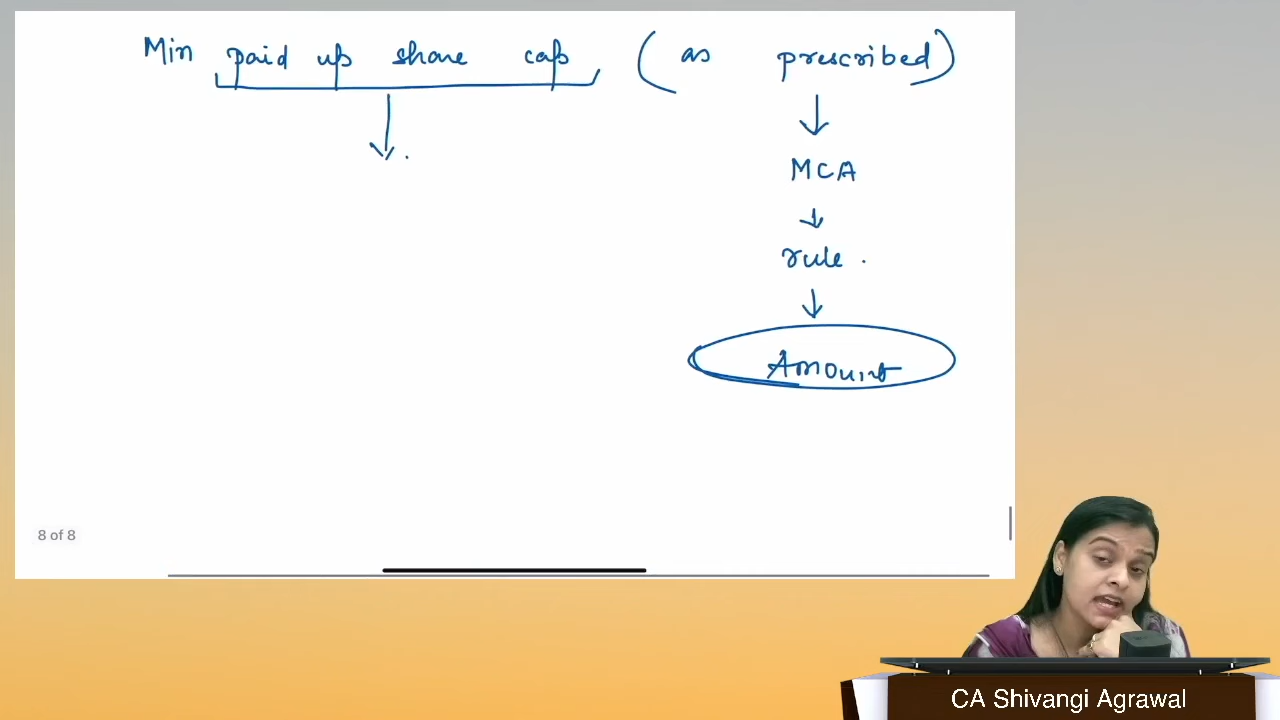 Min paid up share cap (as prescribed)
MCA
rule.
Amount
8 of 8
CA Shivangi Agrawal